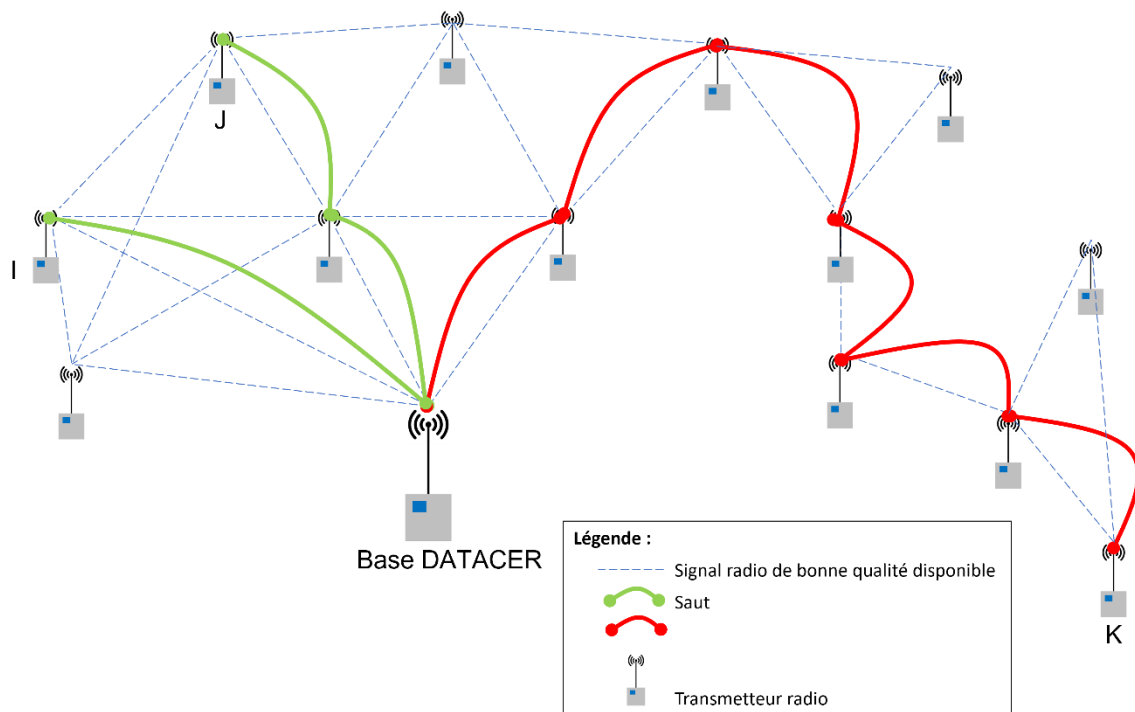 J
I
Base DATACER
Légende :
Signal radio de bonne qualité disponible
Saut
Transmetteur radio
K